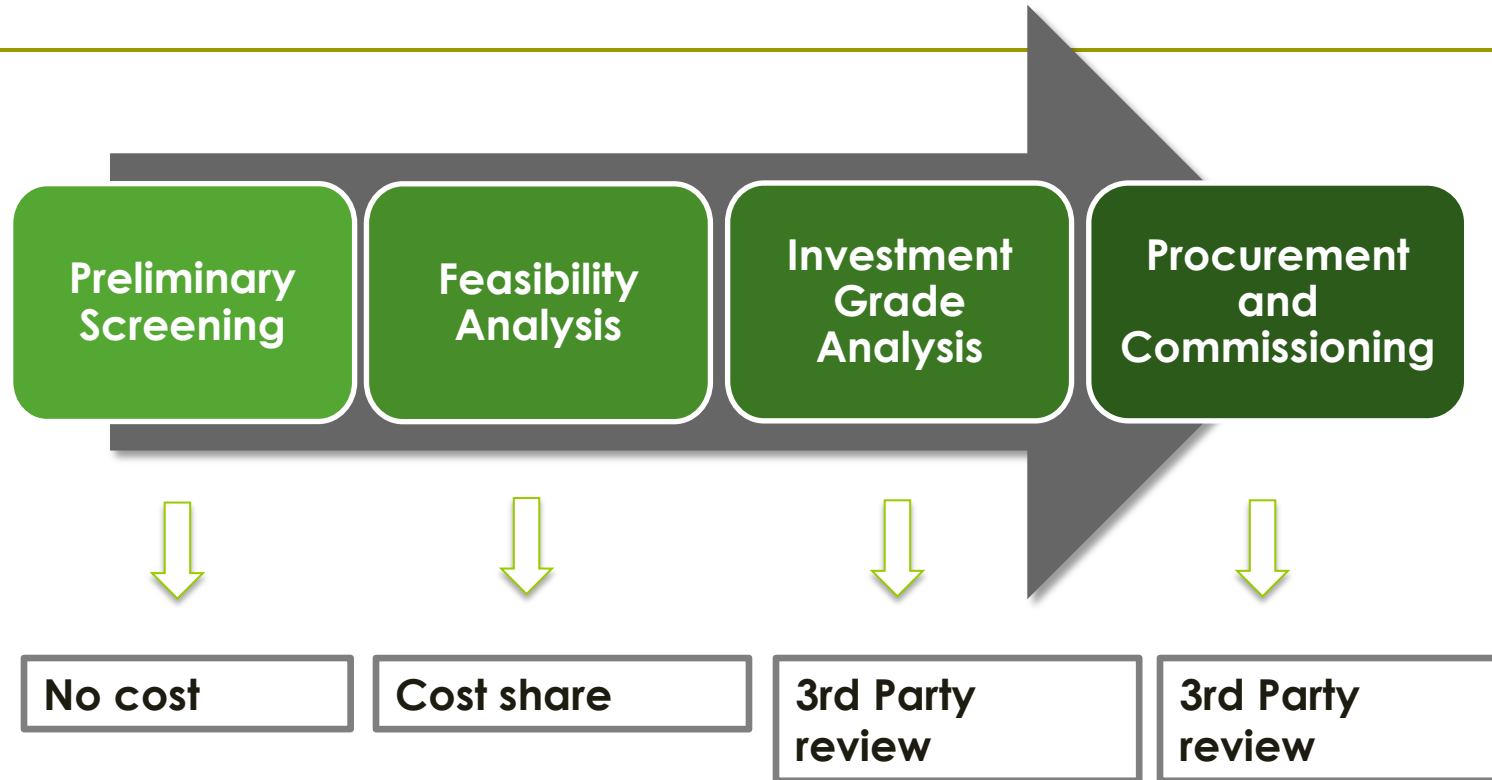 Preliminary
Screening
Feasibility
Analysis
Investment
Grade
Analysis
Procurement
and
Commissioning
No cost
Cost share
3rd Party
review
3rd Party
review